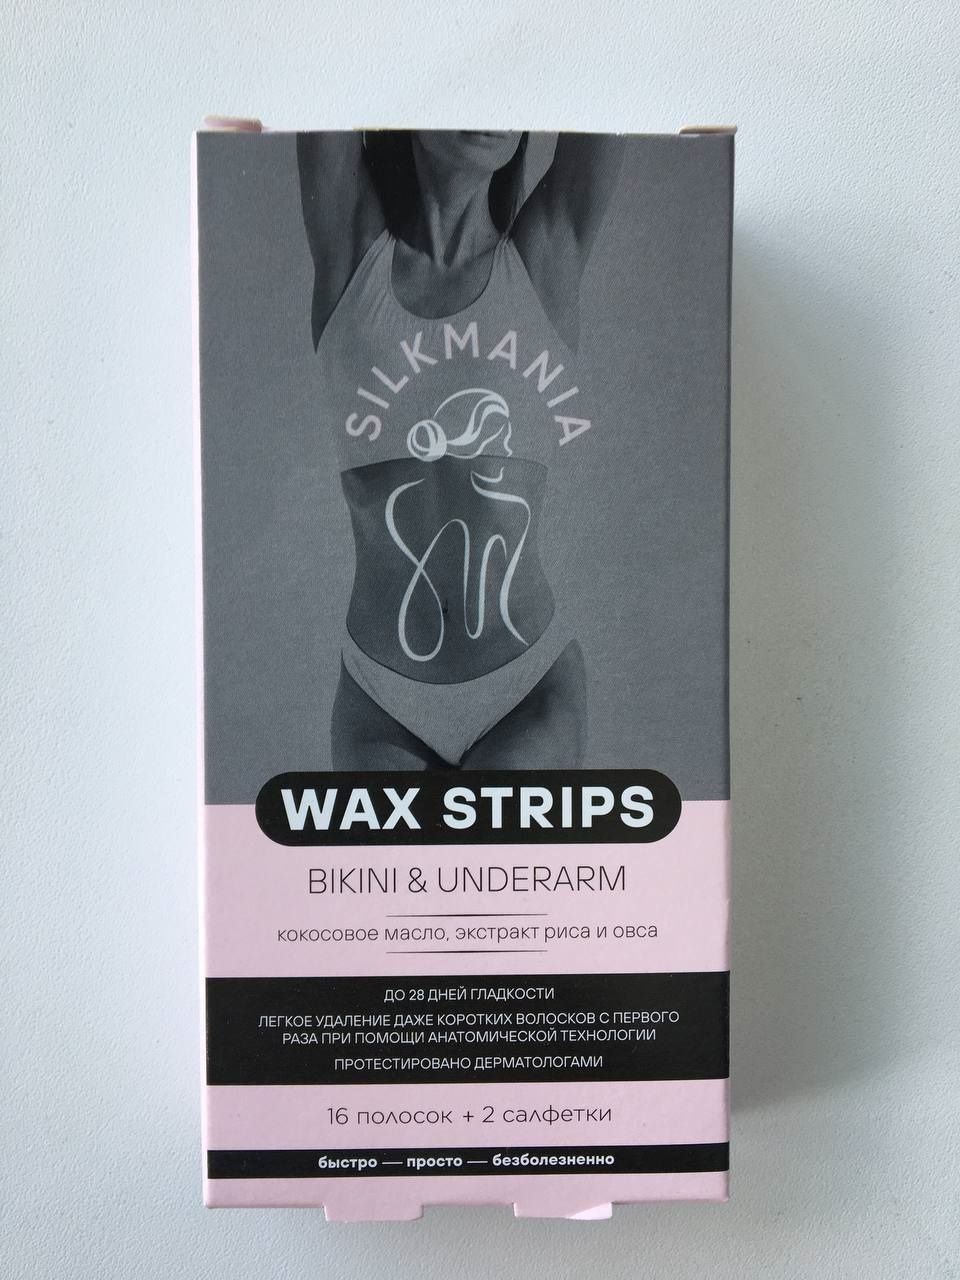 SILKMANIA
WAX STRIPS
BIKINI & UNDERARM
кокосовое масло, экстракт риса и овса
ДО 28 ДНЕЙ ГЛАДКОСТИ
ЛЕГКОЕ УДАЛЕНИЕ ДАЖЕ КОРОТКИХ ВОЛОСКОВ С ПЕРВОГО
РАЗА ПРИ ПОМОЩИ АНАТОМИЧЕСКОЙ ТЕХНОЛОГИИ
ПРОТЕСТИРОВАНО ДЕРМАТОЛОГАМИ
16 полосок + 2 салфетки
быстро — просто — безболезненно